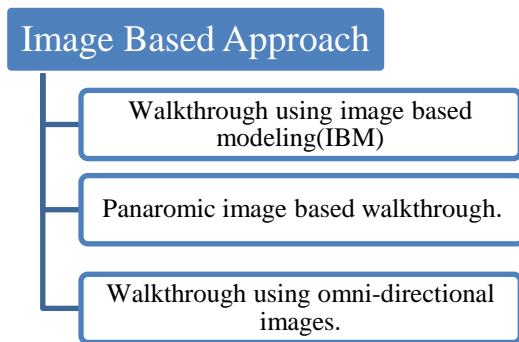 Image Based Approach
Walkthrough using image based
modeling(IBM)
Panaromic image based walkthrough.
Walkthrough using omni-directional
images.